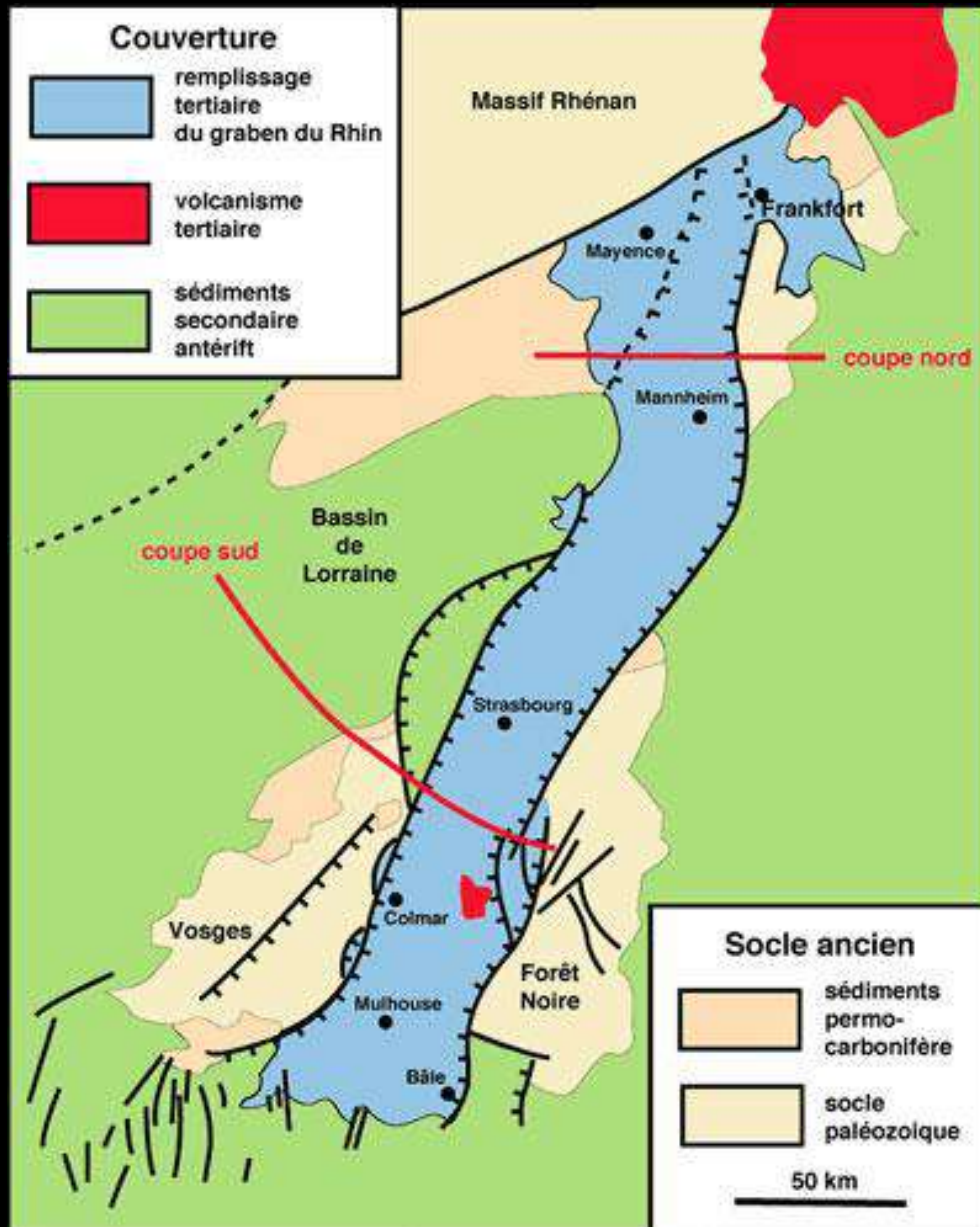 Couverture
remplissage
tertiaire
du graben du Rhin
volcanisme
tertiaire
sédiments
secondaire
antérift
Massif Rhénan
Frankfort
Mayence
coupe nord
Mannheim
Bassin
de
Lorraine
coupe sud
Strasbourg
Colmar
Vosges
Forêt
Noire
Mulhouse
Bâle
Socle ancien
sédiments
permo-
carbonifère
socle
paléozoique
50 km